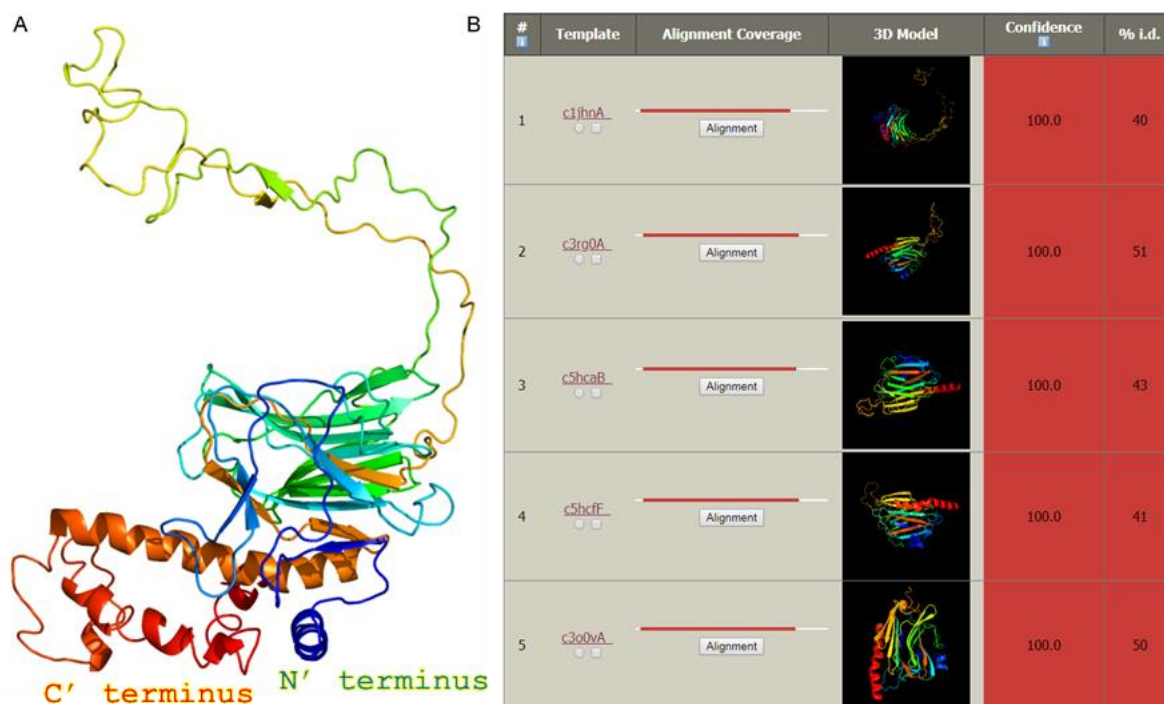 A
C′ terminus
N′ terminus
B
# Template Alignment Coverage 3D Model Confidence % i.d.
1 c1jhnA Alignment 100.0 40
2 c3rg0A Alignment 100.0 51
3 c5hcaB Alignment 100.0 43
4 c5hcfF Alignment 100.0 41
5 c3o0vA Alignment 100.0 50